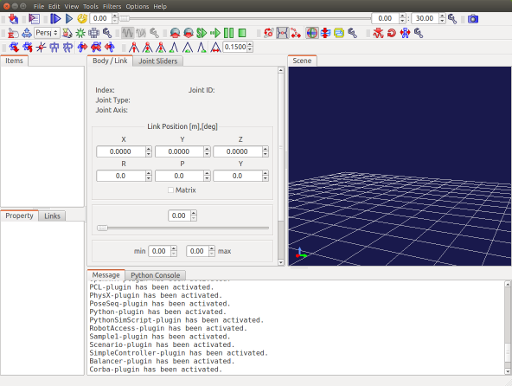 File Edit View Tools Filters Options Help
0.00 0.00 : 30.00
Persp
0.1500
Items
Body / Link Joint Sliders
Scene
Index: Joint ID:
Joint Type:
Joint Axis:
Link Position [m],[deg]
X Y Z
0.0000 0.0000 0.0000
R P Y
0.0 0.0 0.0
Matrix
0.00
min 0.00 0.00 max
Property Links
Message Python Console
PCL-plugin has been activated.
PhysX-plugin has been activated.
PoseSeq-plugin has been activated.
Python-plugin has been activated.
PythonSimScript-plugin has been activated.
RobotAccess-plugin has been activated.
Sample1-plugin has been activated.
Scenario-plugin has been activated.
SimpleController-plugin has been activated.
Balancer-plugin has been activated.
Corba-plugin has been activated.